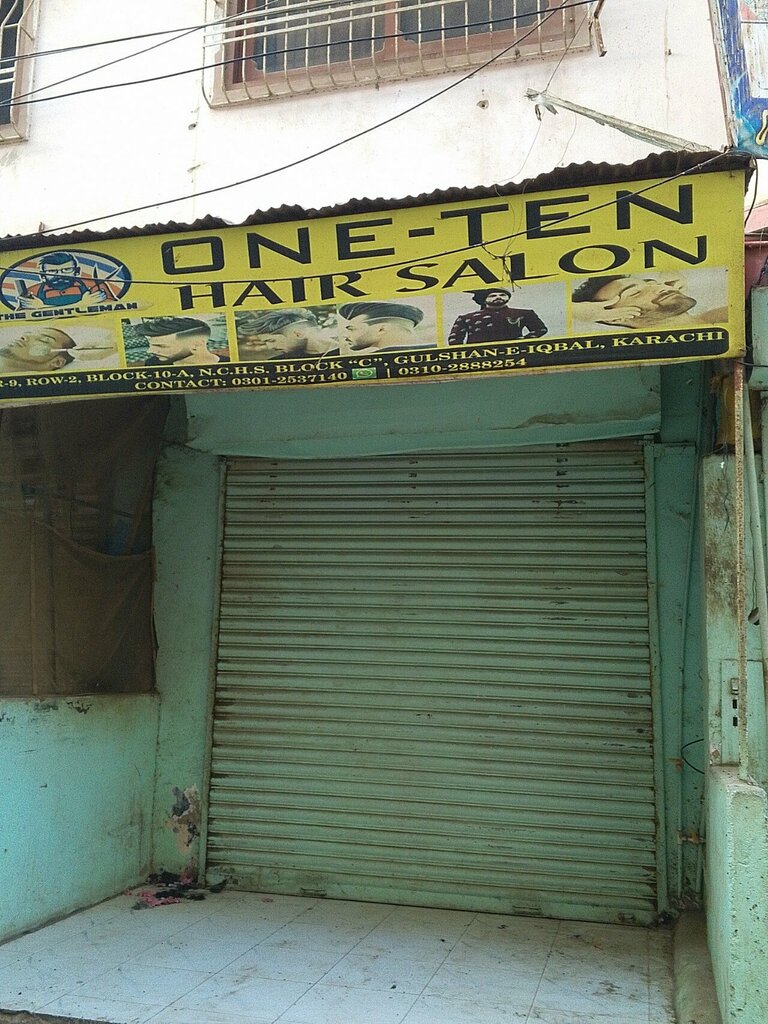 ONE-TEN
HAIR SALON
THE GENTLEMAN
R-9, ROW-2, BLOCK-10-A, N.C.H.S. BLOCK "C", GULSHAN-E-IQBAL, KARACHI
CONTACT: 0301-2537140 0310-2888254